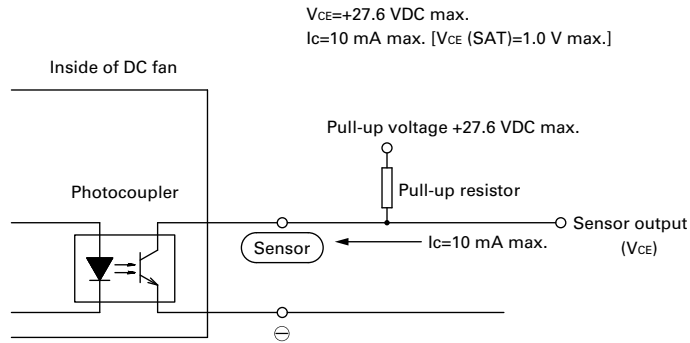 VCE=+27.6 VDC max.
Ic=10 mA max. [VCE (SAT)=1.0 V max.]
Inside of DC fan
Pull-up voltage +27.6 VDC max.
Photocoupler
Pull-up resistor
Sensor
Ic=10 mA max.
Sensor output
(VCE)
⊖